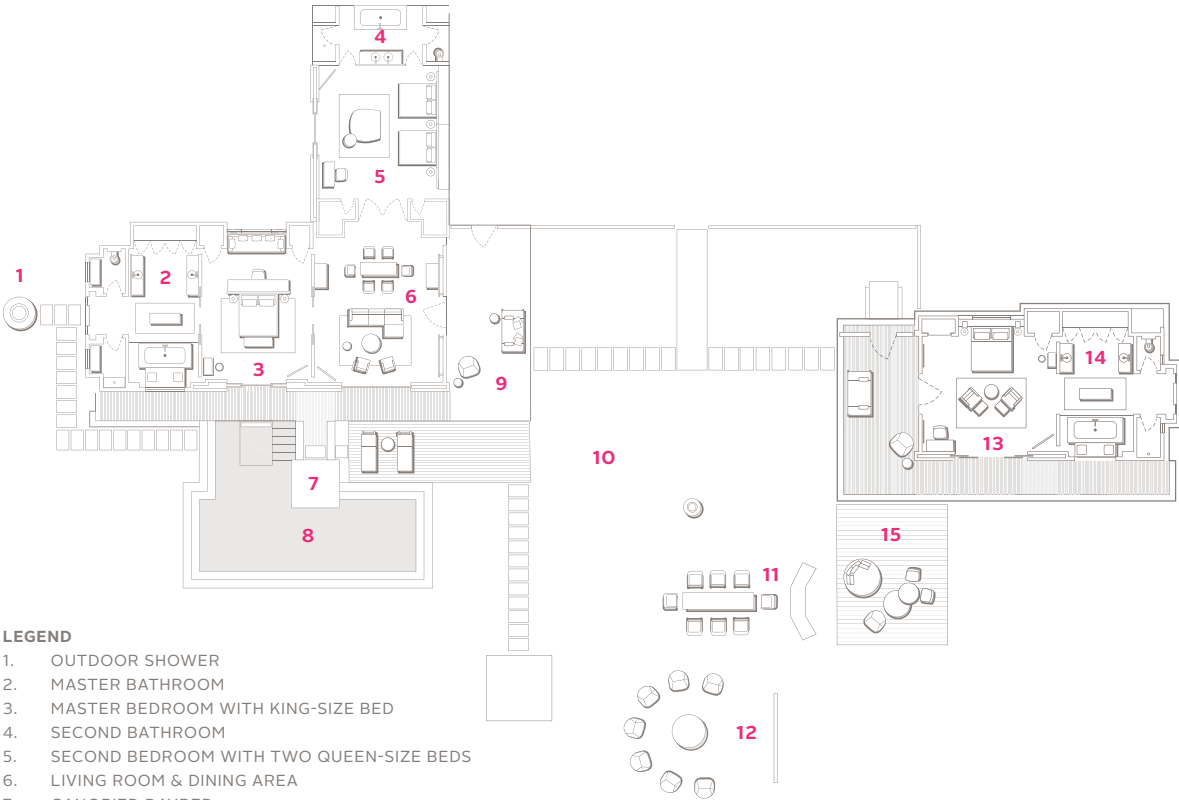 4
5
1
2
6
14
3
9
13
10
7
8
15
11
12
LEGEND
1. OUTDOOR SHOWER
2. MASTER BATHROOM
3. MASTER BEDROOM WITH KING-SIZE BED
4. SECOND BATHROOM
5. SECOND BEDROOM WITH TWO QUEEN-SIZE BEDS
6. LIVING ROOM & DINING AREA